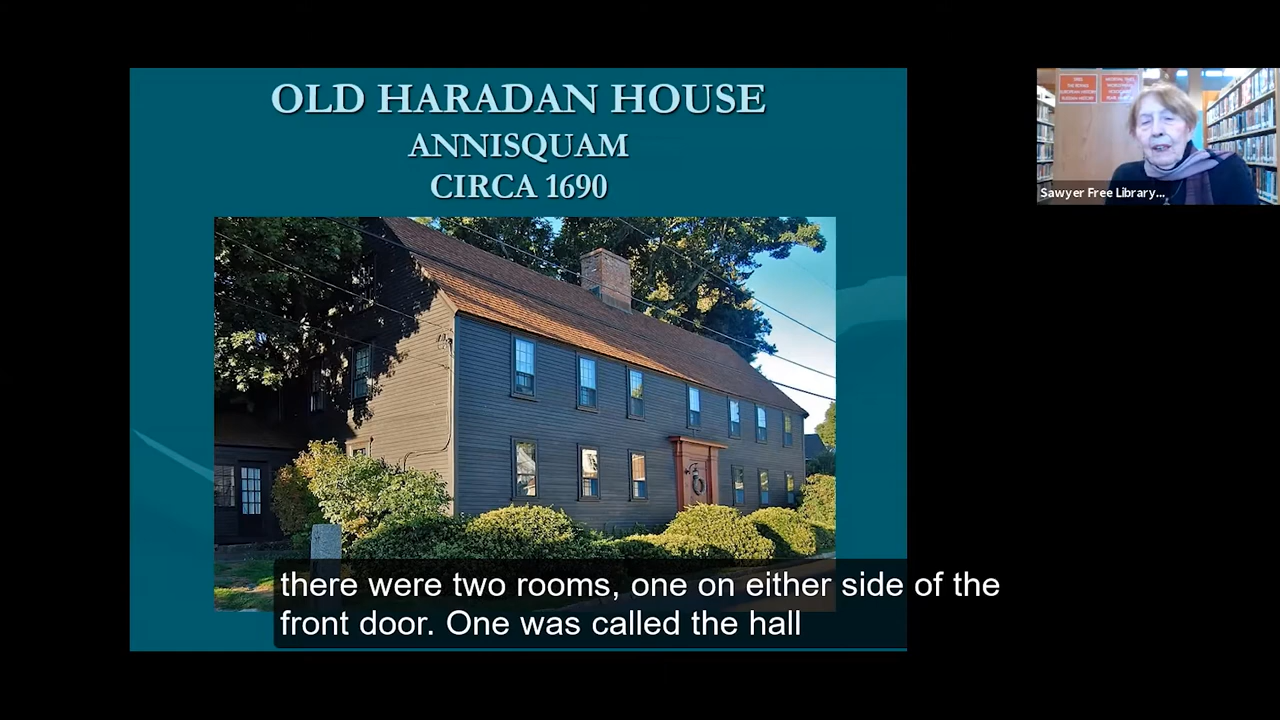 OLD HARADAN HOUSE
ANNISQUAM
CIRCA 1690
Sawyer Free Library...
there were two rooms, one on either side of the
front door. One was called the hall